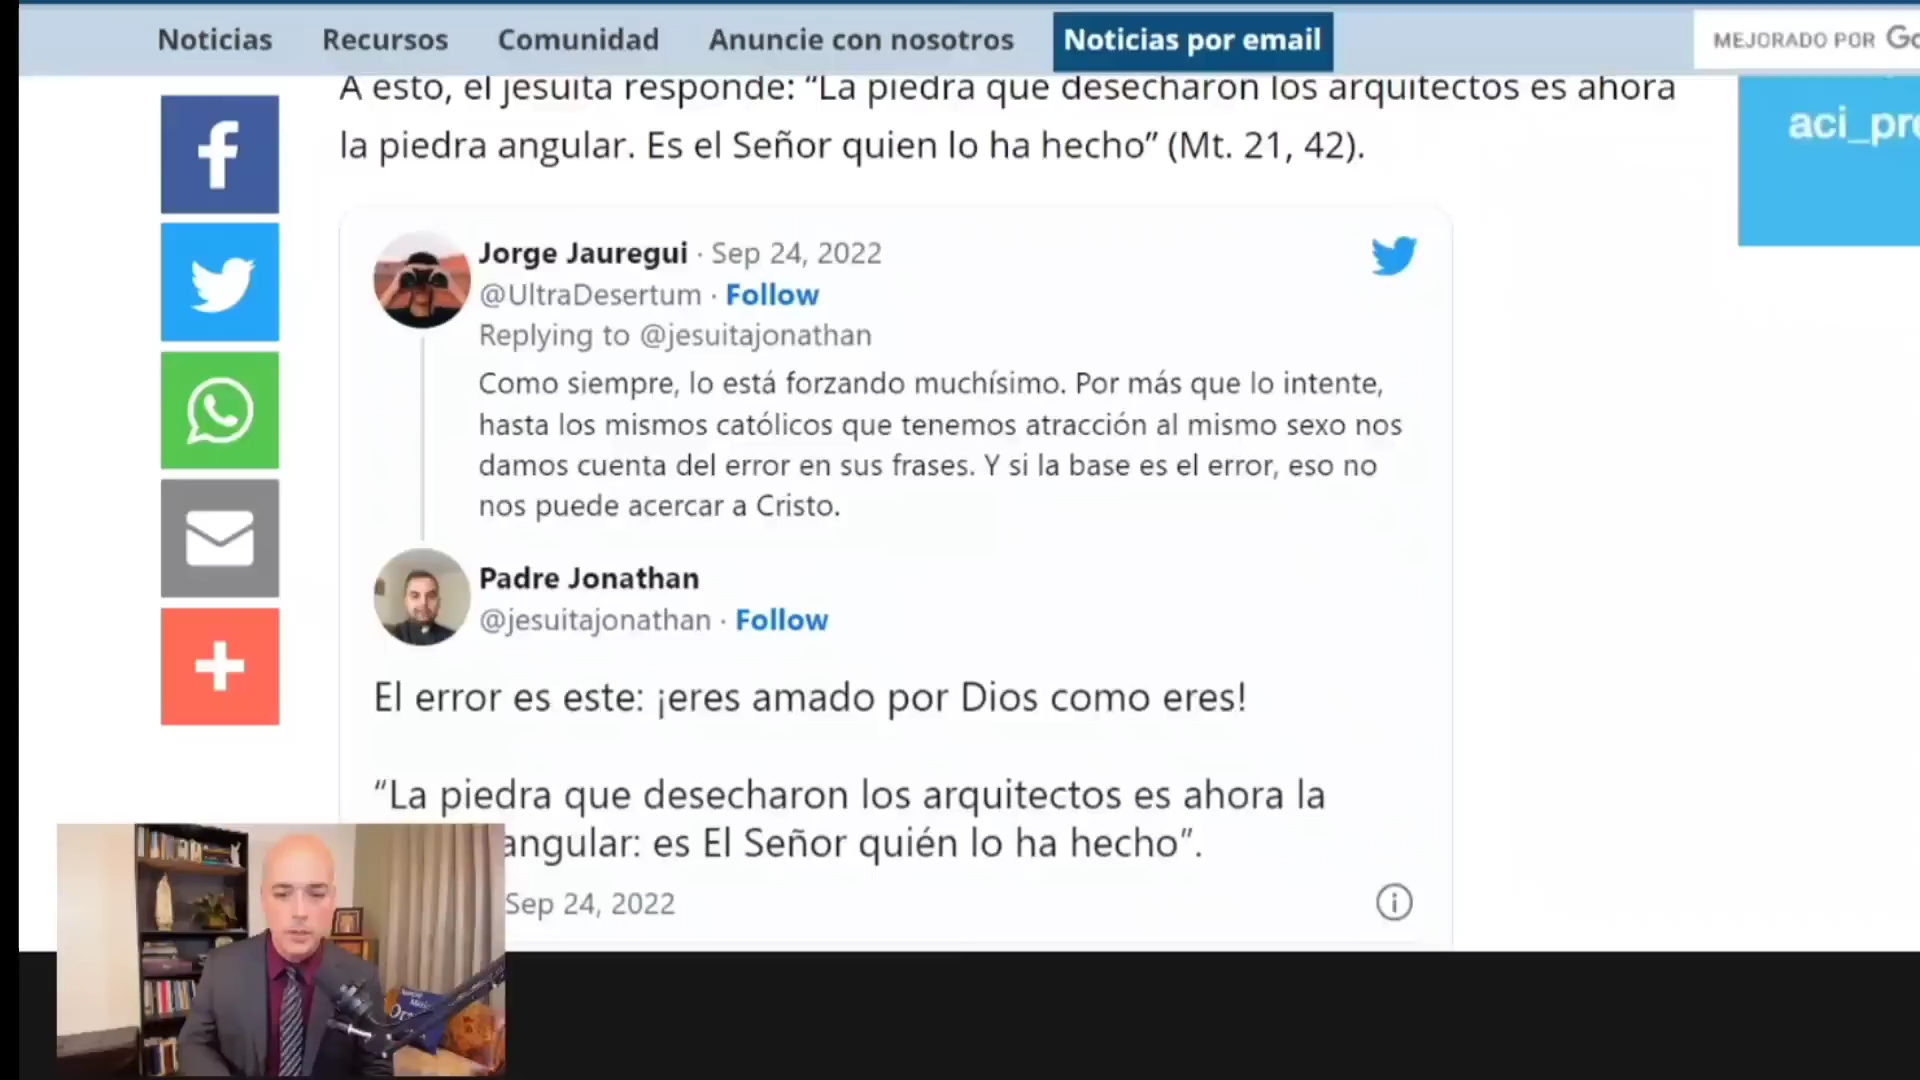 Noticias Recursos Comunidad Anuncie con nosotros Noticias por email MEJORADO POR
A esto, el jesuita responde: “La piedra que desecharon los arquitectos es ahora
la piedra angular. Es el Señor quien lo ha hecho” (Mt. 21, 42).
aci_pre
Jorge Jauregui · Sep 24, 2022
@UltraDesertum · Follow
Replying to @jesuitajonathan
Como siempre, lo está forzando muchísimo. Por más que lo intente,
hasta los mismos católicos que tenemos atracción al mismo sexo nos
damos cuenta del error en sus frases. Y si la base es el error, eso no
nos puede acercar a Cristo.
Padre Jonathan
@jesuitajonathan · Follow
El error es este: ¡eres amado por Dios como eres!
“La piedra que desecharon los arquitectos es ahora la
angular: es El Señor quién lo ha hecho”.
Sep 24, 2022